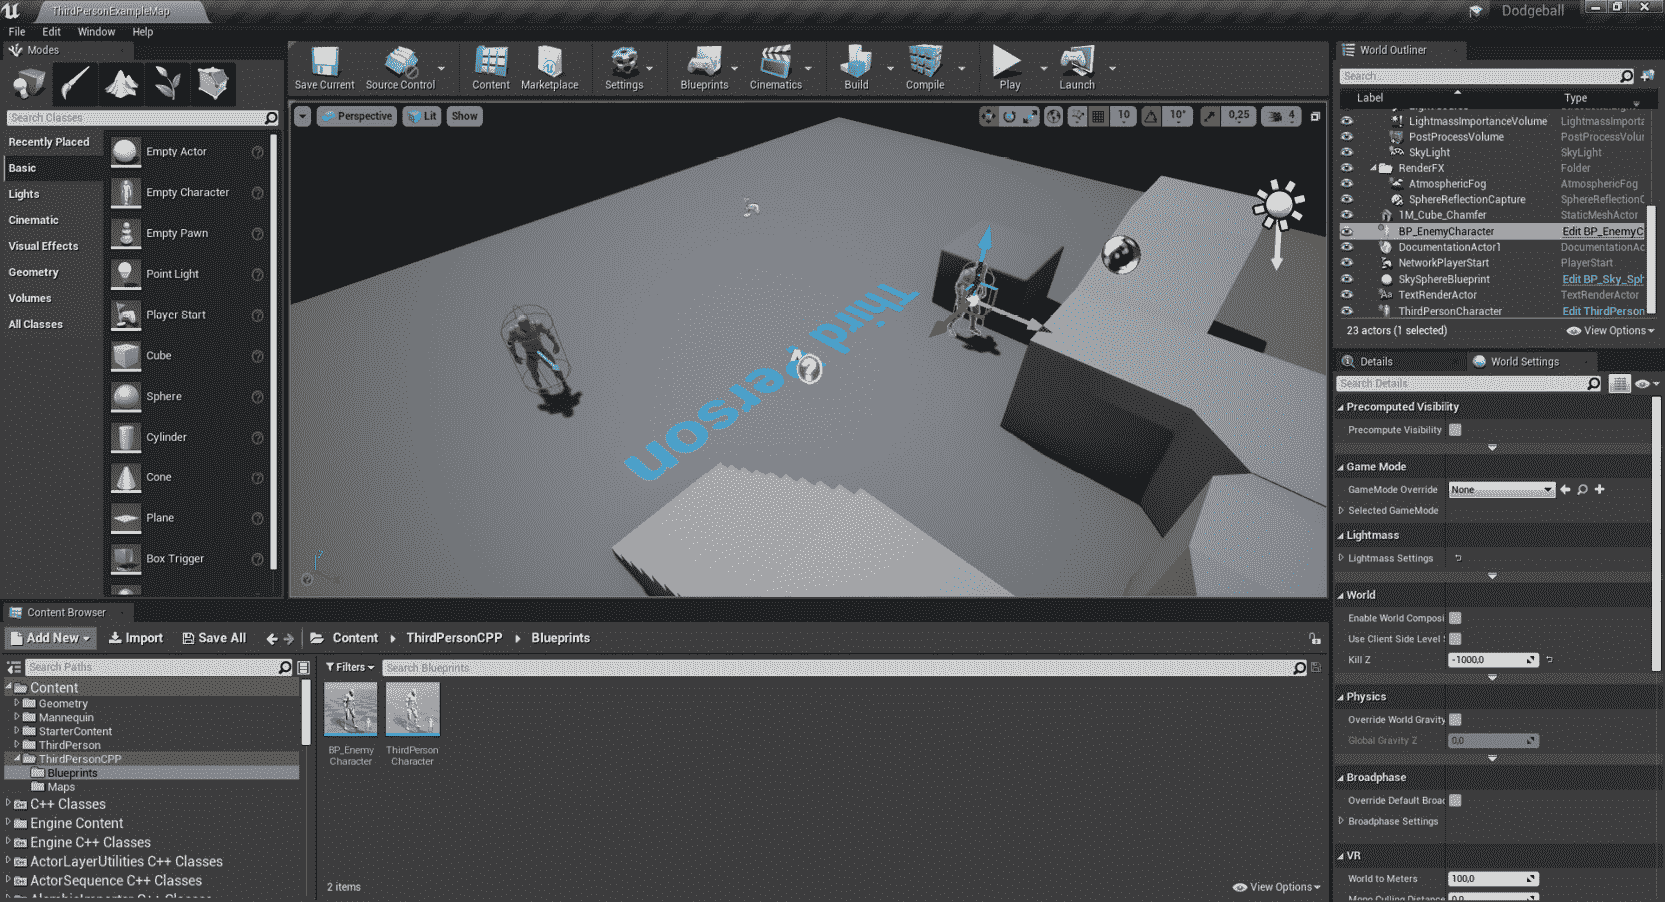 ThirdPersonExampleMap
Dodgeball
File Edit Window Help
Modes
Search Classes
Recently Placed
Basic
Lights
Cinematic
Visual Effects
Geometry
Volumes
All Classes
Empty Actor
Empty Character
Empty Pawn
Point Light
Player Start
Cube
Sphere
Cylinder
Cone
Plane
Box Trigger
Save Current
Source Control
Content
Marketplace
Settings
Blueprints
Cinematics
Build
Compile
Play
Launch
Perspective
Lit
Show
10
10°
0,25
4
Third Person
World Outliner
Search...
Label Type
LightmassImportanceVolume LightmassImporta
PostProcessVolume PostProcessVolur
SkyLight SkyLight
RenderFX Folder
AtmosphericFog AtmosphericFog
SphereReflectionCapture SphereReflectionC
1M_Cube_Chamfer StaticMeshActor
BP_EnemyCharacter Edit BP_EnemyC
DocumentationActor1 DocumentationAc
NetworkPlayerStart PlayerStart
SkySphereBlueprint Edit BP_Sky_Sph
TextRenderActor TextRenderActor
ThirdPersonCharacter Edit ThirdPerson
23 actors (1 selected)
View Options
Details
World Settings
Search Details
Precomputed Visibility
Precompute Visibility
Game Mode
GameMode Override None
Selected GameMode
Lightmass
Lightmass Settings
World
Enable World Composi
Use Client Side Level
Kill Z -1000,0
Physics
Override World Gravity
Global Gravity Z 0,0
Broadphase
Override Default Broad
Broadphase Settings
VR
World to Meters 100,0
Mono Culling Distance 0,0
Content Browser
Add New
Import
Save All
Content
ThirdPersonCPP
Blueprints
Search Paths
Filters
Search Blueprints
Content
Geometry
Mannequin
StarterContent
ThirdPerson
ThirdPersonCPP
Blueprints
Maps
C++ Classes
Engine Content
Engine C++ Classes
ActorLayerUtilities C++ Classes
ActorSequence C++ Classes
AlembicImporter C++ Classes
BP_Enemy
Character
ThirdPerson
Character
2 items
View Options